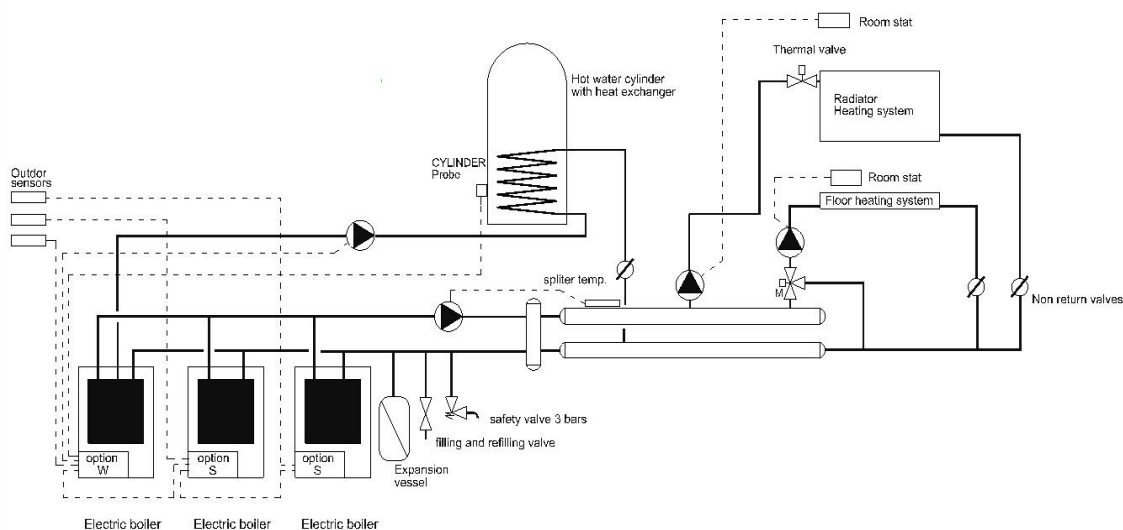 Room stat
Thermal valve
Hot water cylinder
with heat exchanger
Radiator
Heating system
CYLINDER
Probe
Outdor
sensors
Room stat
Floor heating system
spliter temp.
M
Non return valves
safety valve 3 bars
filling and refilling valve
option
W
option
S
option
S
Expansion
vessel
Electric boiler
Electric boiler
Electric boiler